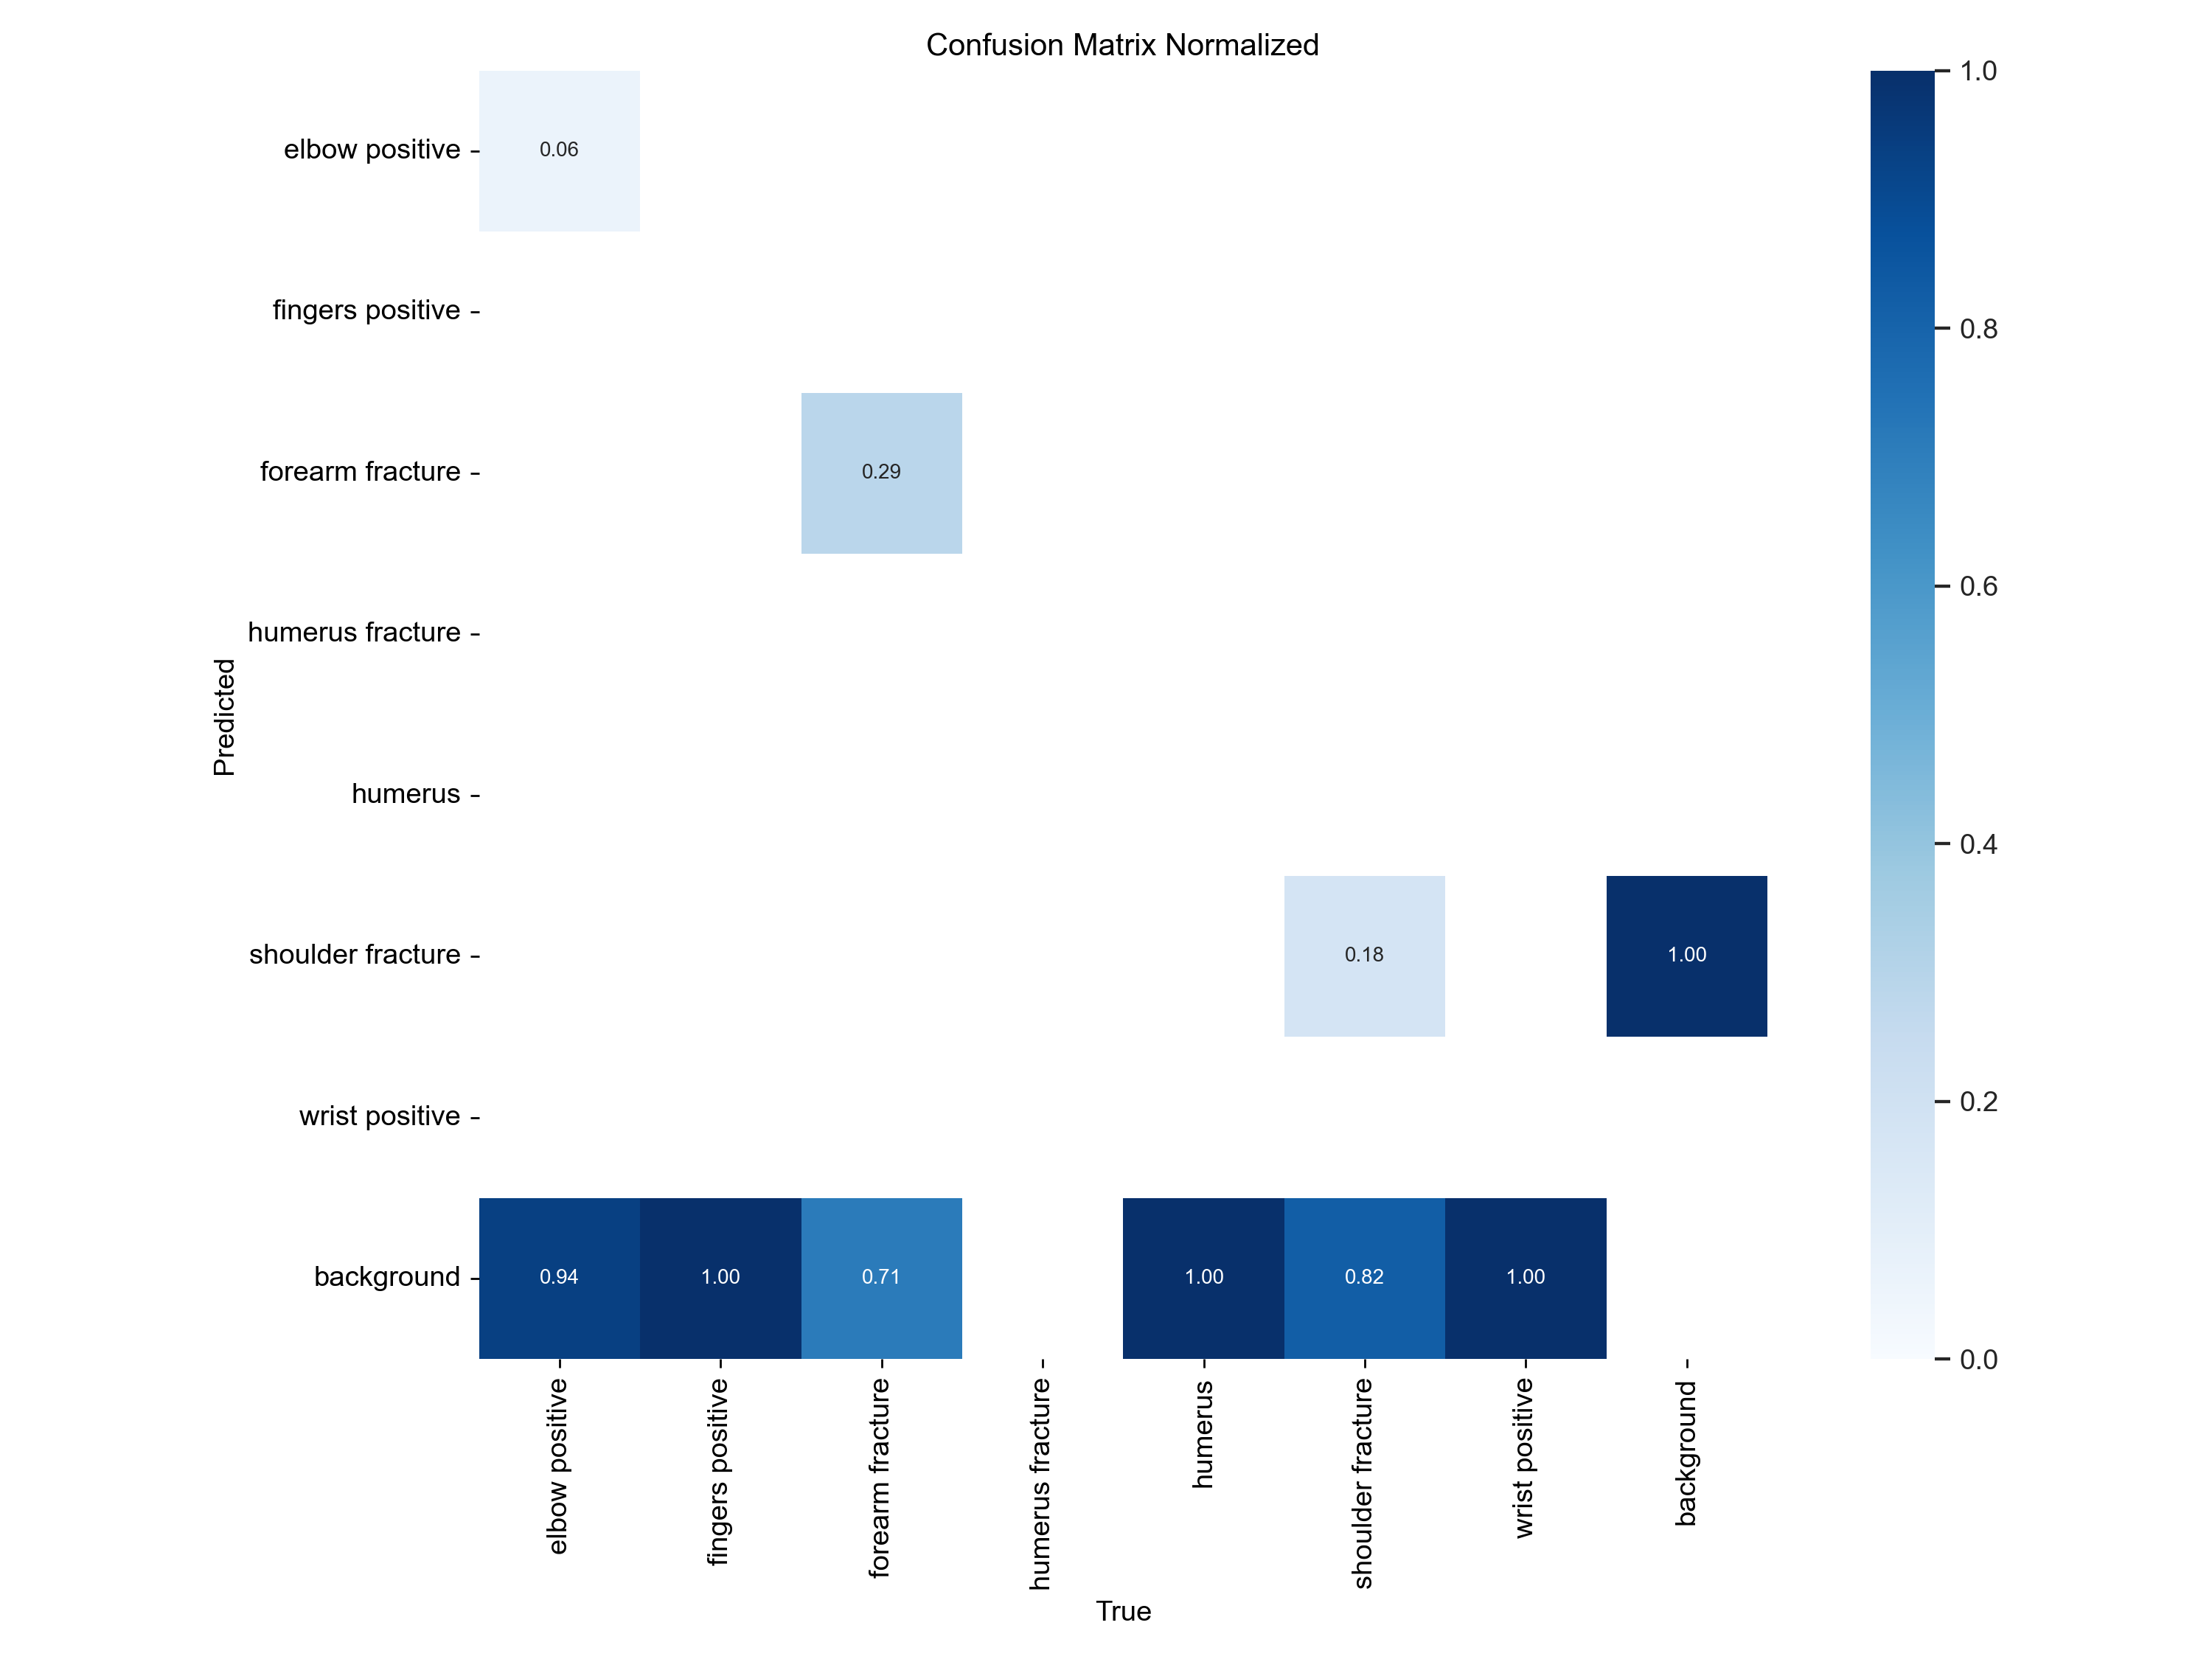 Confusion Matrix Normalized
Predicted
elbow positive
0.06
fingers positive
forearm fracture
0.29
humerus fracture
humerus
shoulder fracture
0.18
1.00
wrist positive
background
0.94
1.00
0.71
1.00
0.82
1.00
elbow positive
fingers positive
forearm fracture
humerus fracture
humerus
shoulder fracture
wrist positive
background
True
1.0
0.8
0.6
0.4
0.2
0.0